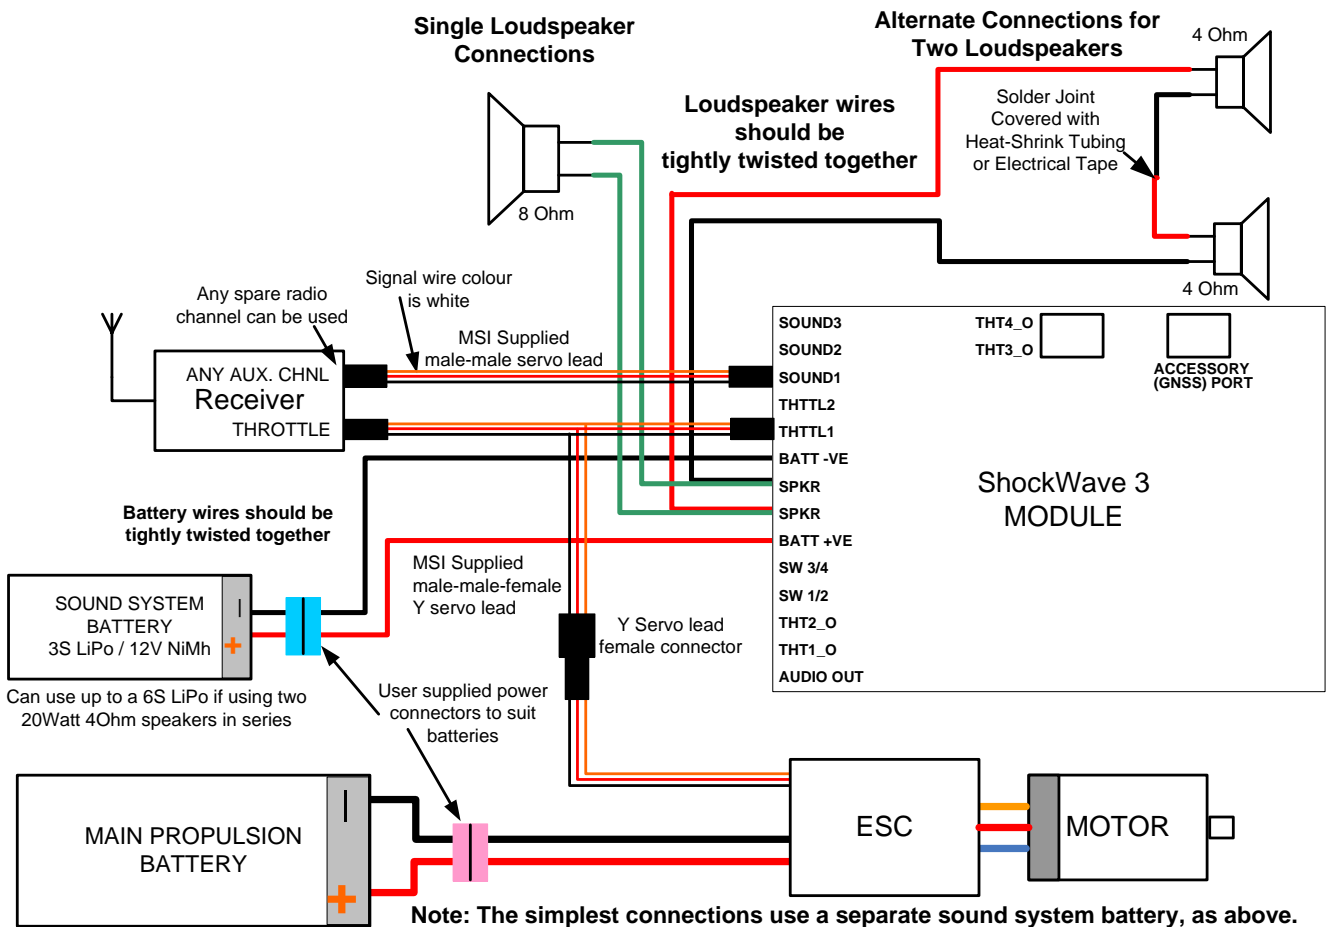 Single Loudspeaker
Connections
Alternate Connections for
Two Loudspeakers
4 Ohm
Loudspeaker wires
should be
tightly twisted together
Solder Joint
Covered with
Heat-Shrink Tubing
or Electrical Tape
8 Ohm
4 Ohm
Signal wire colour
is white
Any spare radio
channel can be used
MSI Supplied
male-male servo lead
ANY AUX. CHNL
Receiver
THROTTLE
SOUND3
SOUND2
SOUND1
THTTL2
THTTL1
BATT -VE
SPKR
SPKR
BATT +VE
SW 3/4
SW 1/2
THT2_O
THT1_O
AUDIO OUT
THT4_O
THT3_O
ACCESSORY
(GNSS) PORT
ShockWave 3
MODULE
Battery wires should be
tightly twisted together
MSI Supplied
male-male-female
Y servo lead
SOUND SYSTEM
BATTERY
3S LiPo / 12V NiMh
–
+
Y Servo lead
female connector
Can use up to a 6S LiPo if using two
20Watt 4Ohm speakers in series
User supplied power
connectors to suit
batteries
MAIN PROPULSION
BATTERY
–
+
ESC
MOTOR
Note: The simplest connections use a separate sound system battery, as above.